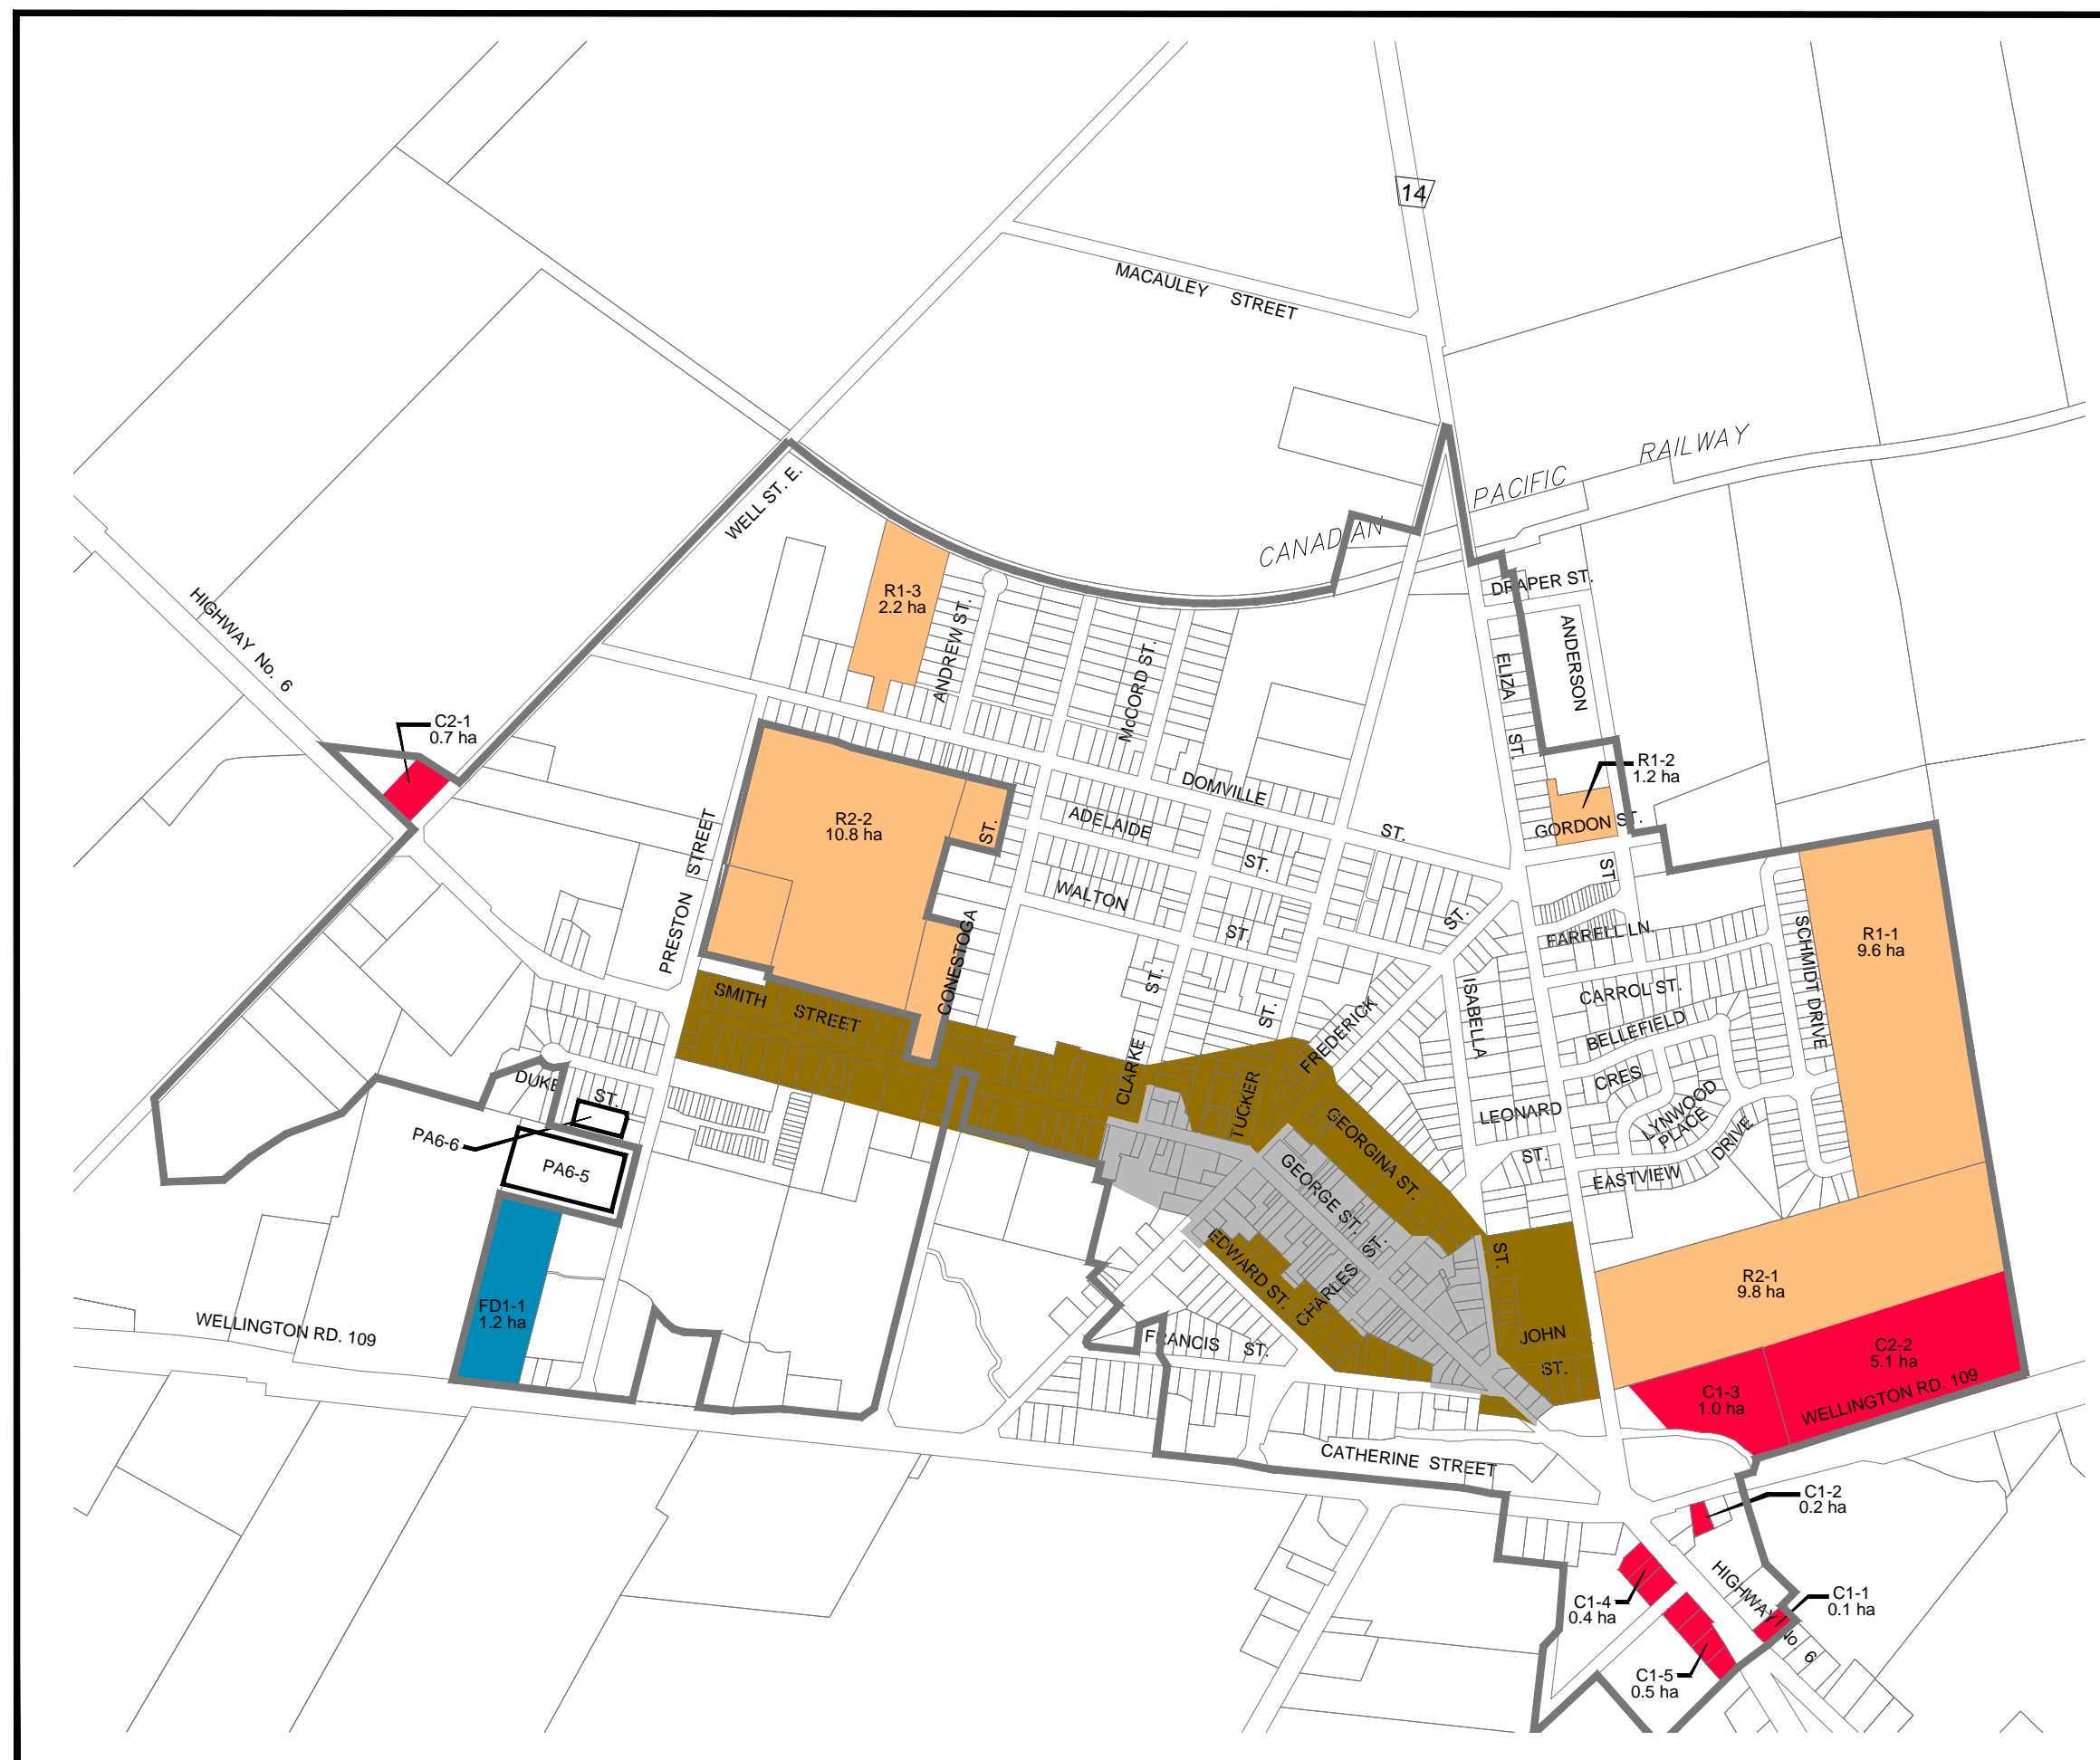 14
MACAULEY STREET
CANADIAN PACIFIC RAILWAY
WELL ST. E.
DRAPER ST.
R1-3
2.2 ha
ANDREW ST.
McCORD ST.
ELIZA ST.
ANDERSON ST
HIGHWAY No. 6
C2-1
0.7 ha
R1-2
1.2 ha
DOMVILLE ST.
GORDON ST.
R2-2
10.8 ha
ADELAIDE ST.
PRESTON STREET
WALTON ST.
CONESTOGA ST.
FARRELL LN.
R1-1
9.6 ha
SCHMIDT DRIVE
SMITH STREET
CARROL ST.
ISABELLA ST.
BELLEFIELD CRES
FREDERICK ST.
CLARKE ST.
TUCKER ST.
DUKE ST.
LEONARD ST.
LYNWOOD PLACE
PA6-6
PA6-5
GEORGINA ST.
EASTVIEW DRIVE
GEORGE ST.
EDWARD ST.
CHARLES ST.
R2-1
9.8 ha
FD1-1
1.2 ha
WELLINGTON RD. 109
FRANCIS ST.
JOHN ST.
C2-2
5.1 ha
C1-3
1.0 ha
WELLINGTON RD. 109
CATHERINE STREET
C1-2
0.2 ha
HIGHWAY No. 6
C1-4
0.4 ha
C1-1
0.1 ha
C1-5
0.5 ha